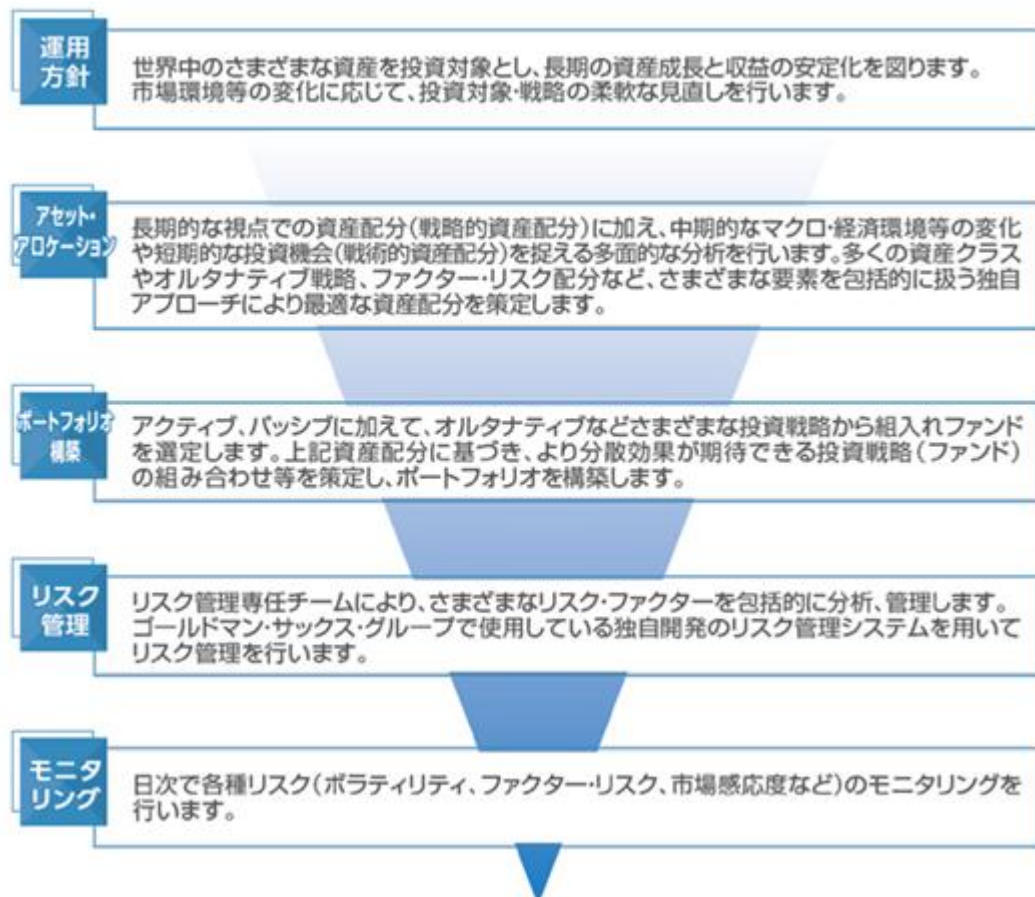 運用
方針
世界中のさまざまな資産を投資対象とし、長期の資産成長と収益の安定化を図ります。
市場環境等の変化に応じて、投資対象・戦略の柔軟な見直しを行います。
アセット・
アロケーション
長期的な視点での資産配分(戦略的資産配分)に加え、中期的なマクロ・経済環境等の変化
や短期的な投資機会(戦術的資産配分)を捉える多面的な分析を行います。多くの資産クラス
やオルタナティブ戦略、ファクター・リスク配分など、さまざまな要素を包括的に扱う独自
アプローチにより最適な資産配分を策定します。
ポートフォリオ
構築
アクティブ、パッシブに加えて、オルタナティブなどさまざまな投資戦略から組入れファンド
を選定します。上記資産配分に基づき、より分散効果が期待できる投資戦略(ファンド)
の組み合わせ等を策定し、ポートフォリオを構築します。
リスク
管理
リスク管理専任チームにより、さまざまなリスク・ファクターを包括的に分析、管理します。
ゴールドマン・サックス・グループで使用している独自開発のリスク管理システムを用いて
リスク管理を行います。
モニタ
リング
日次で各種リスク(ボラティリティ、ファクター・リスク、市場感応度など)のモニタリングを
行います。